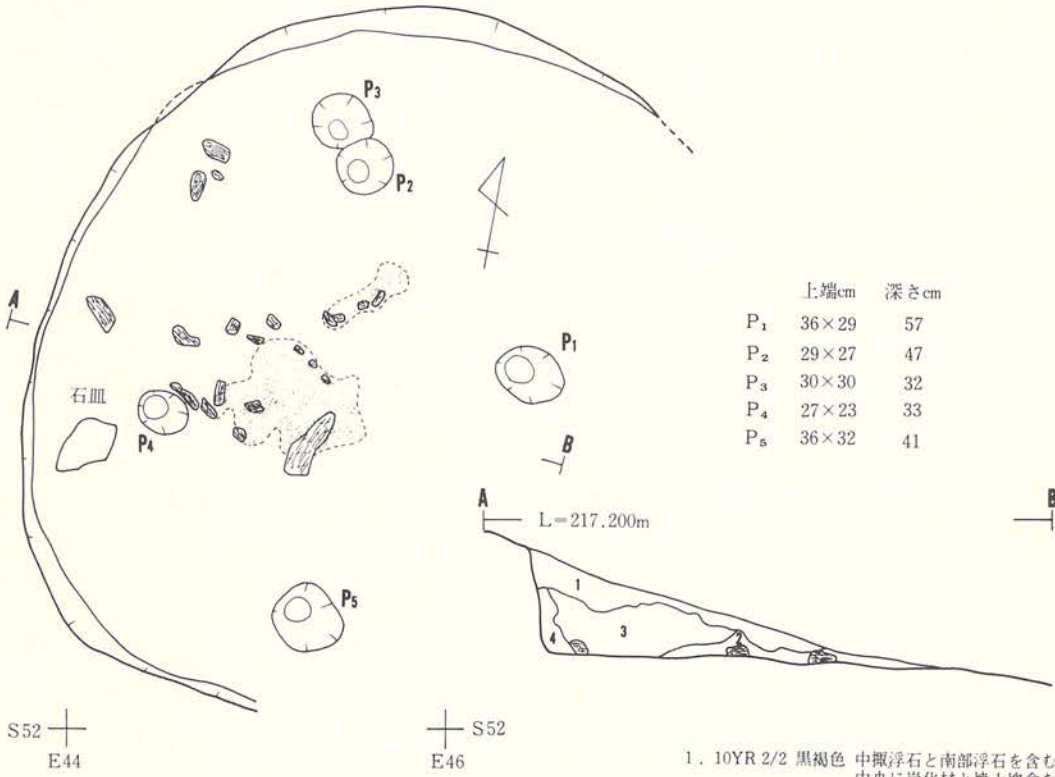 P3
P2
A
上端cm 深さcm
P1 36×29 57
P2 29×27 47
P3 30×30 32
P4 27×23 33
P5 36×32 41
P1
石皿
P4
B
A B
L=217.200m
P5
1
2
3
4
S52 S52
E44 E46
1. 10YR 2/2 黒褐色 中掫浮石と南部浮石を含む